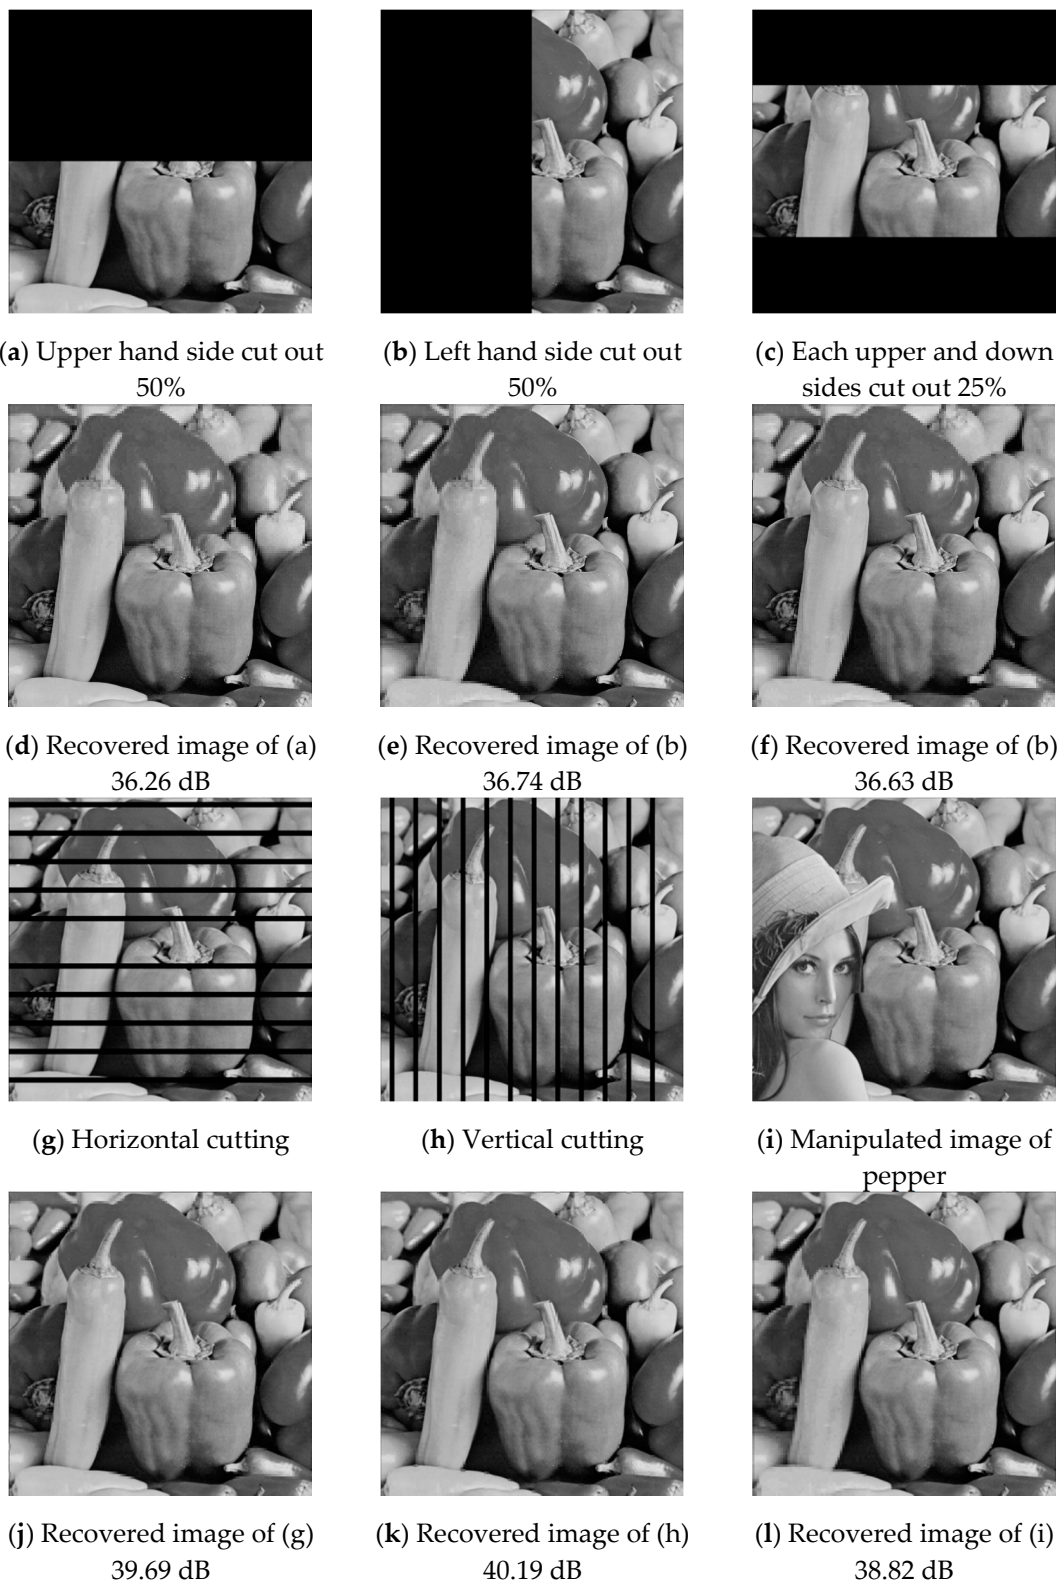 (a) Upper hand side cut out
50%
(b) Left hand side cut out
50%
(c) Each upper and down
sides cut out 25%
(d) Recovered image of (a)
36.26 dB
(e) Recovered image of (b)
36.74 dB
(f) Recovered image of (b)
36.63 dB
(g) Horizontal cutting
(h) Vertical cutting
(i) Manipulated image of
pepper
(j) Recovered image of (g)
39.69 dB
(k) Recovered image of (h)
40.19 dB
(l) Recovered image of (i)
38.82 dB